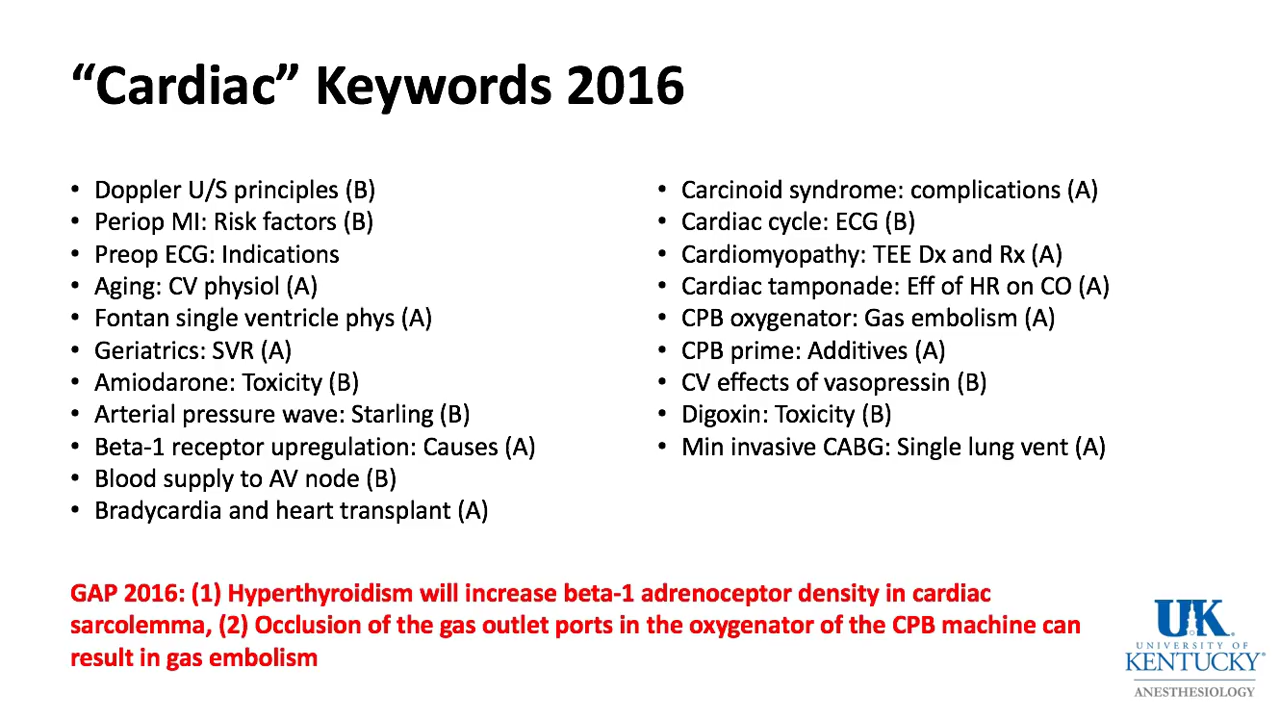 “Cardiac” Keywords 2016
• Doppler U/S principles (B)
• Periop MI: Risk factors (B)
• Preop ECG: Indications
• Aging: CV physiol (A)
• Fontan single ventricle phys (A)
• Geriatrics: SVR (A)
• Amiodarone: Toxicity (B)
• Arterial pressure wave: Starling (B)
• Beta-1 receptor upregulation: Causes (A)
• Blood supply to AV node (B)
• Bradycardia and heart transplant (A)
• Carcinoid syndrome: complications (A)
• Cardiac cycle: ECG (B)
• Cardiomyopathy: TEE Dx and Rx (A)
• Cardiac tamponade: Eff of HR on CO (A)
• CPB oxygenator: Gas embolism (A)
• CPB prime: Additives (A)
• CV effects of vasopressin (B)
• Digoxin: Toxicity (B)
• Min invasive CABG: Single lung vent (A)
GAP 2016: (1) Hyperthyroidism will increase beta-1 adrenoceptor density in cardiac
sarcolemma, (2) Occlusion of the gas outlet ports in the oxygenator of the CPB machine can
result in gas embolism
UK
UNIVERSITY OF
KENTUCKY®
ANESTHESIOLOGY